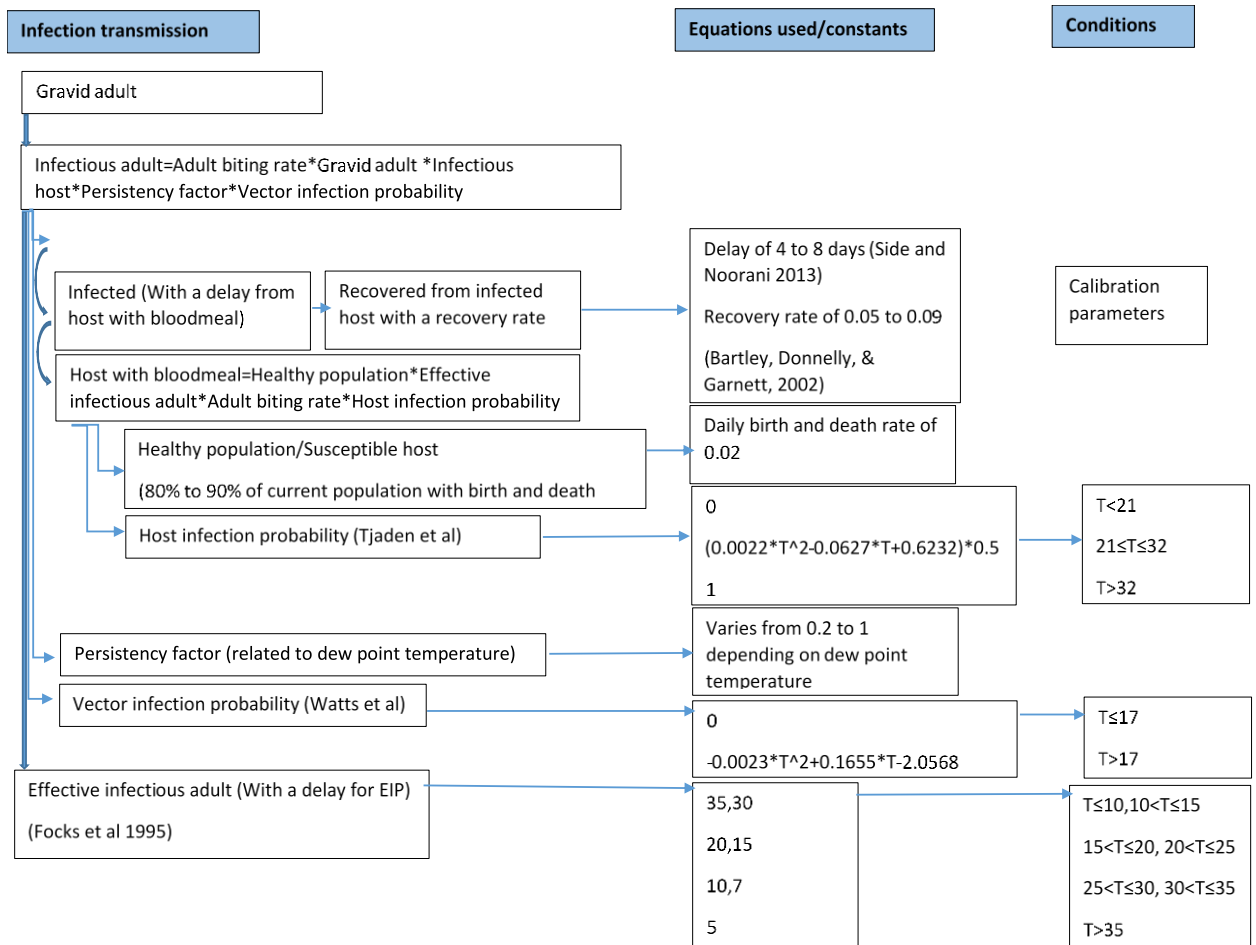 Infection transmission
Equations used/constants
Conditions
Gravid adult
Infectious adult=Adult biting rate*Gravid adult *Infectious
host*Persistency factor*Vector infection probability
Infected (With a delay from
host with bloodmeal)
Recovered from infected
host with a recovery rate
Delay of 4 to 8 days (Side and
Noorani 2013)
Recovery rate of 0.05 to 0.09
(Bartley, Donnelly, &
Garnett, 2002)
Calibration
parameters
Host with bloodmeal=Healthy population*Effective
infectious adult*Adult biting rate*Host infection probability
Healthy population/Susceptible host
(80% to 90% of current population with birth and death
Daily birth and death rate of
0.02
Host infection probability (Tjaden et al)
0
(0.0022*T^2-0.0627*T+0.6232)*0.5
1
T<21
21≤T≤32
T>32
Persistency factor (related to dew point temperature)
Varies from 0.2 to 1
depending on dew point
temperature
Vector infection probability (Watts et al)
0
-0.0023*T^2+0.1655*T-2.0568
T≤17
T>17
Effective infectious adult (With a delay for EIP)
(Focks et al 1995)
35,30
20,15
10,7
5
T≤10,10<T≤15
15<T≤20, 20<T≤25
25<T≤30, 30<T≤35
T>35